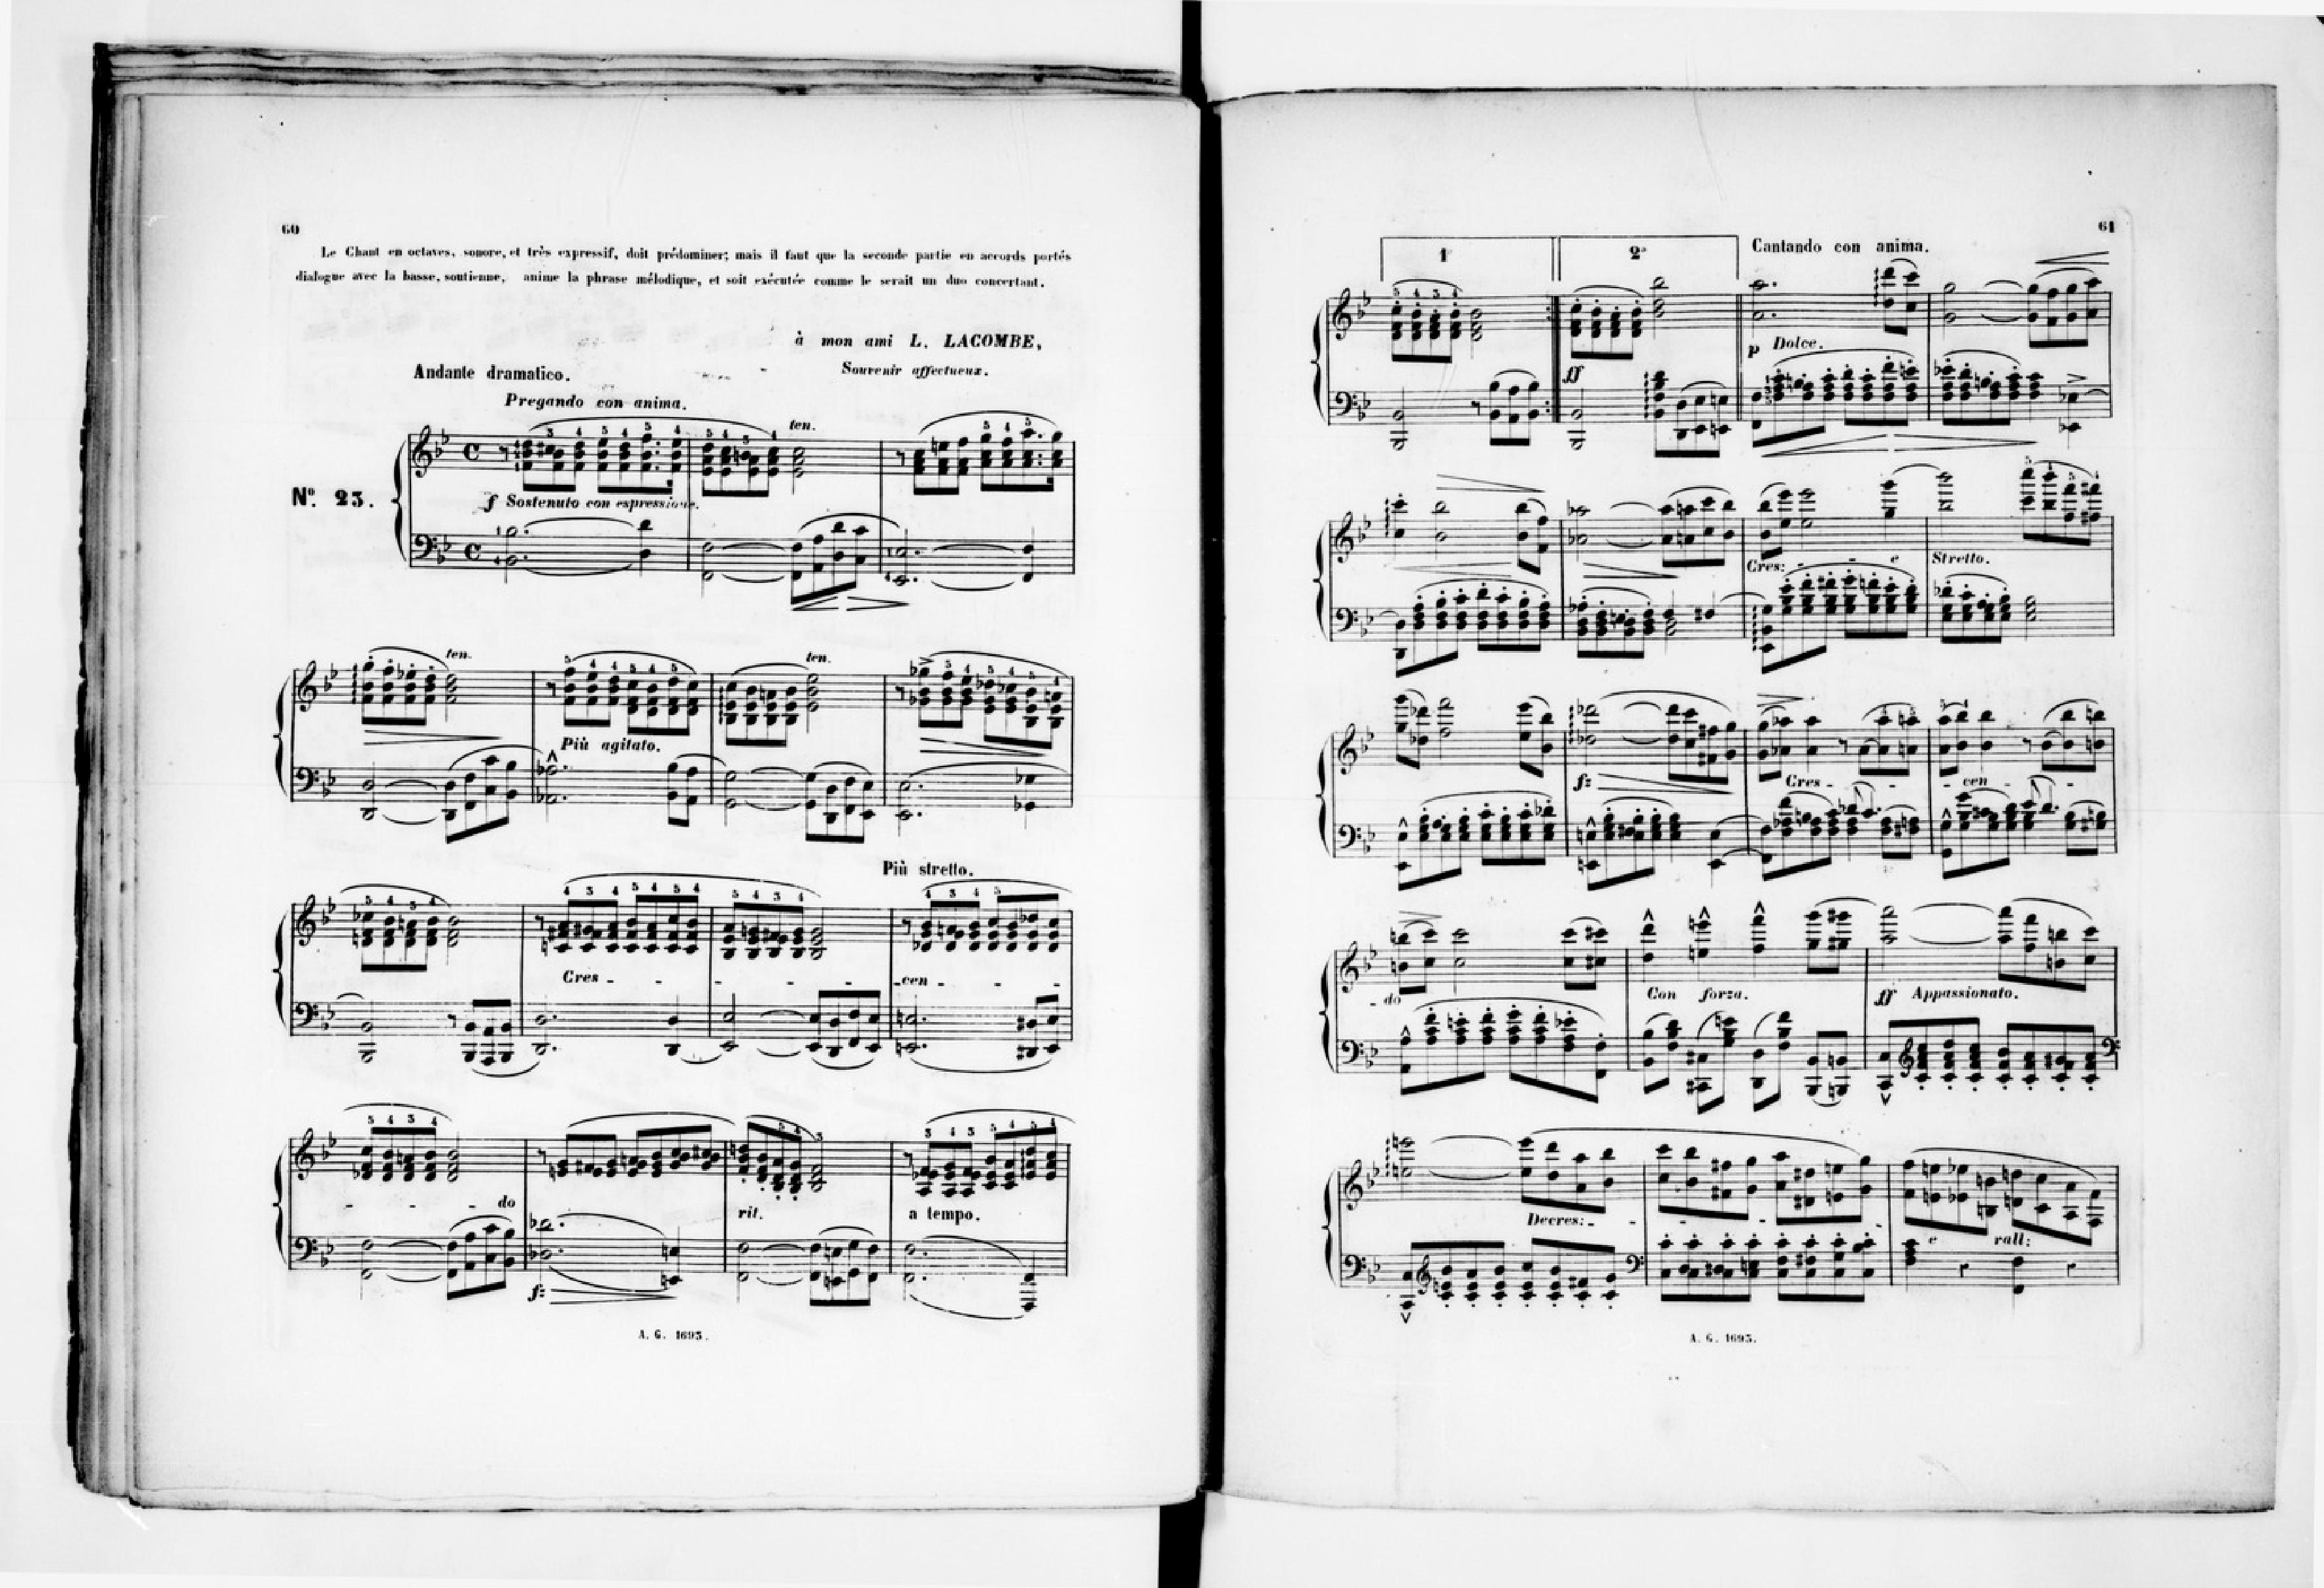 60
Le Chant en octaves, sonore, et très expressif, doit prédominer; mais il faut que la seconde partie en accords portés
dialogue avec la basse, soutienne, anime la phrase mélodique, et soit exécutée comme le serait un duo concertant.
à mon ami L. LACOMBE,
Souvenir affectueux.
Andante dramatico.
Pregando con anima.
ten.
Nº. 23.
f Sostenuto con espressione.
ten.
ten.
Più agitato.
Più stretto.
Cres - - - - - cen - - -
- - - do
rit.
a tempo.
f:
A. G. 1693.
61
1
2ª
Cantando con anima.
p Dolce.
ff
Cres: - - e Stretto.
f:
Cres - - - cen - - -
- do
Con forza.
ff Appassionato.
Decres: - - - - - e rall:
A. G. 1693.